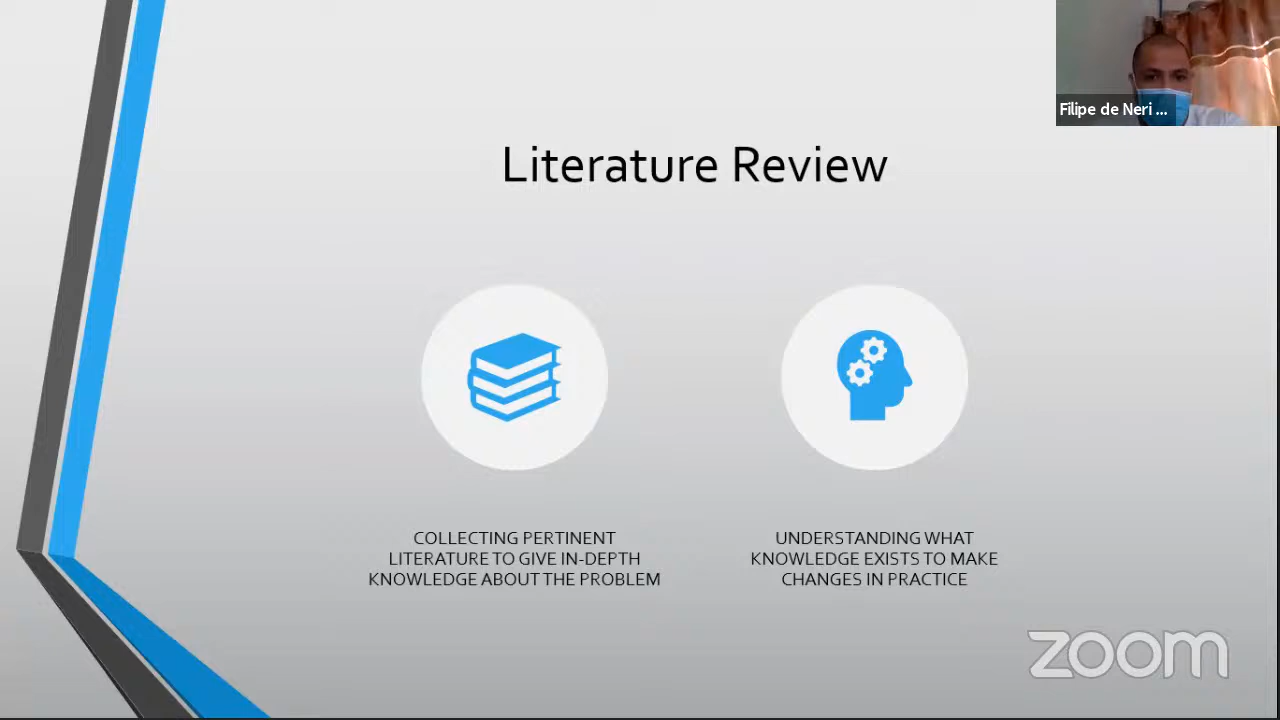 Filipe de Neri ...
Literature Review
COLLECTING PERTINENT
LITERATURE TO GIVE IN-DEPTH
KNOWLEDGE ABOUT THE PROBLEM
UNDERSTANDING WHAT
KNOWLEDGE EXISTS TO MAKE
CHANGES IN PRACTICE
zoom